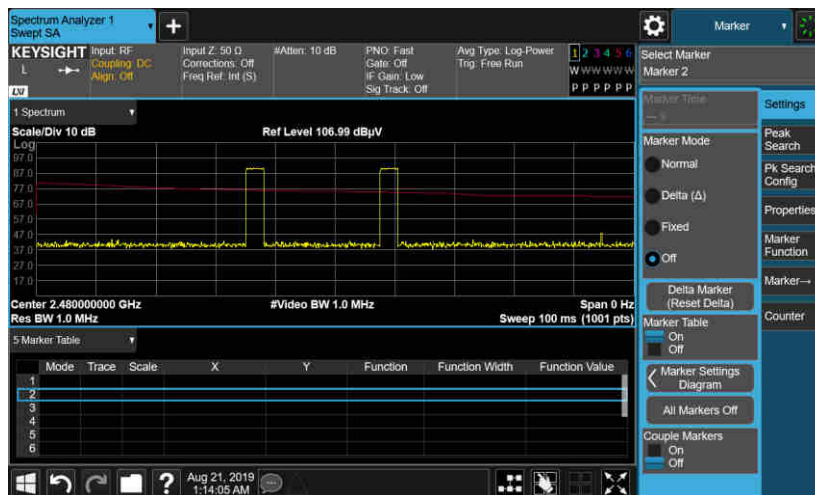 Spectrum Analyzer 1
Swept SA
Marker
KEYSIGHT
L
LXI
Input: RF
Coupling: DC
Align: Off
Input Z: 50 Ω
Corrections: Off
Freq Ref: Int (S)
#Atten: 10 dB
PNO: Fast
Gate: Off
IF Gain: Low
Sig Track: Off
Avg Type: Log-Power
Trig: Free Run
1 2 3 4 5 6
W W W W W W
P P P P P P
Select Marker
Marker 2
1 Spectrum
Scale/Div 10 dB
Ref Level 106.99 dBµV
Log
97.0
87.0
77.0
67.0
57.0
47.0
37.0
27.0
17.0
Center 2.480000000 GHz
#Video BW 1.0 MHz
Span 0 Hz
Res BW 1.0 MHz
Sweep 100 ms (1001 pts)
5 Marker Table
Mode Trace Scale X Y Function Function Width Function Value
1
2
3
4
5
6
Aug 21, 2019
1:14:05 AM
Marker Time
--- s
Marker Mode
Normal
Delta (Δ)
Fixed
Off
Delta Marker
(Reset Delta)
Marker Table
On
Off
Marker Settings
Diagram
All Markers Off
Couple Markers
On
Off
Settings
Peak
Search
Pk Search
Config
Properties
Marker
Function
Marker→
Counter